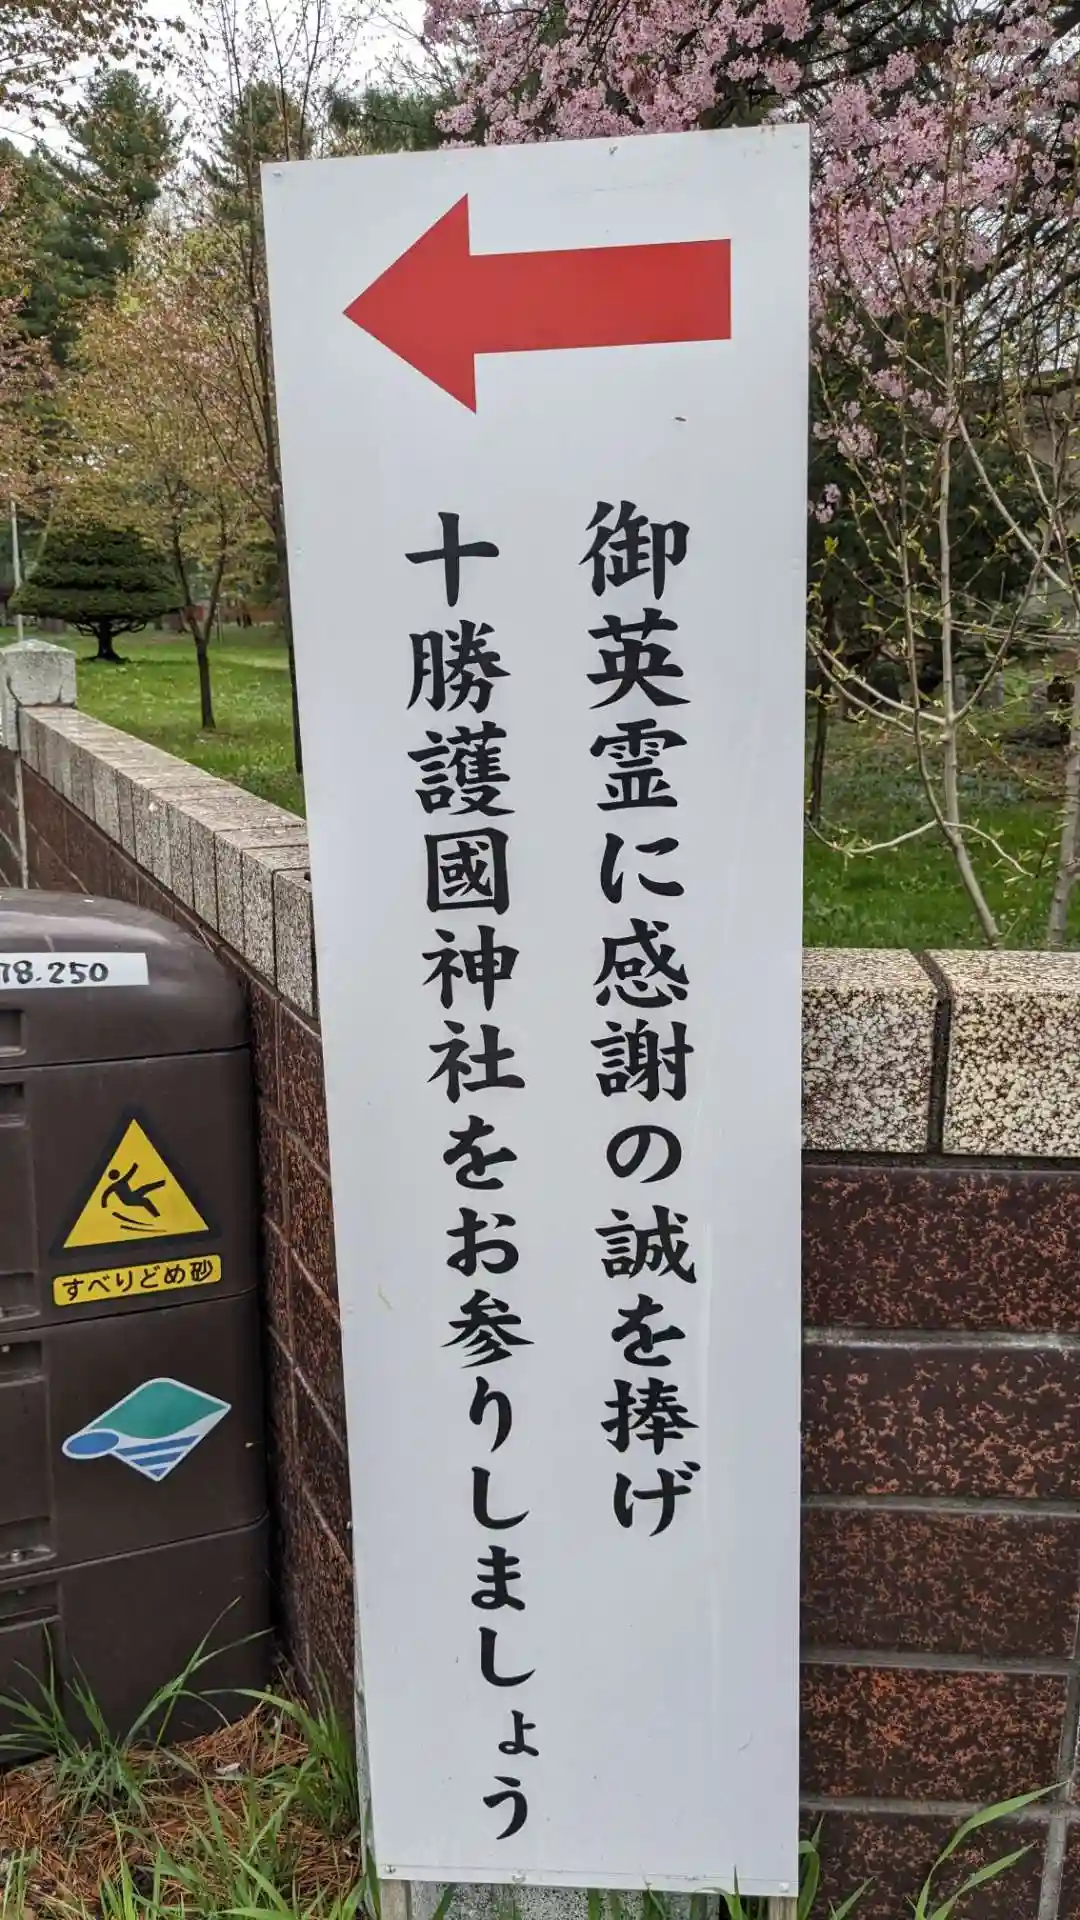 御英霊に感謝の誠を捧げ
十勝護國神社をお参りしましょう
78.250
すべりどめ砂